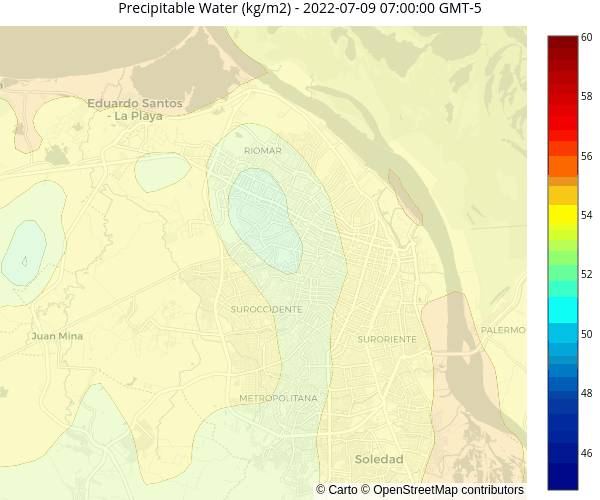 Precipitable Water (kg/m2) - 2022-07-09 07:00:00 GMT-5
60
58
56
54
52
50
48
46
Eduardo Santos
- La Playa
RIOMAR
SUROCCIDENTE
Juan Mina
SURORIENTE
PALERMO
METROPOLITANA
Soledad
© Carto © OpenStreetMap contributors